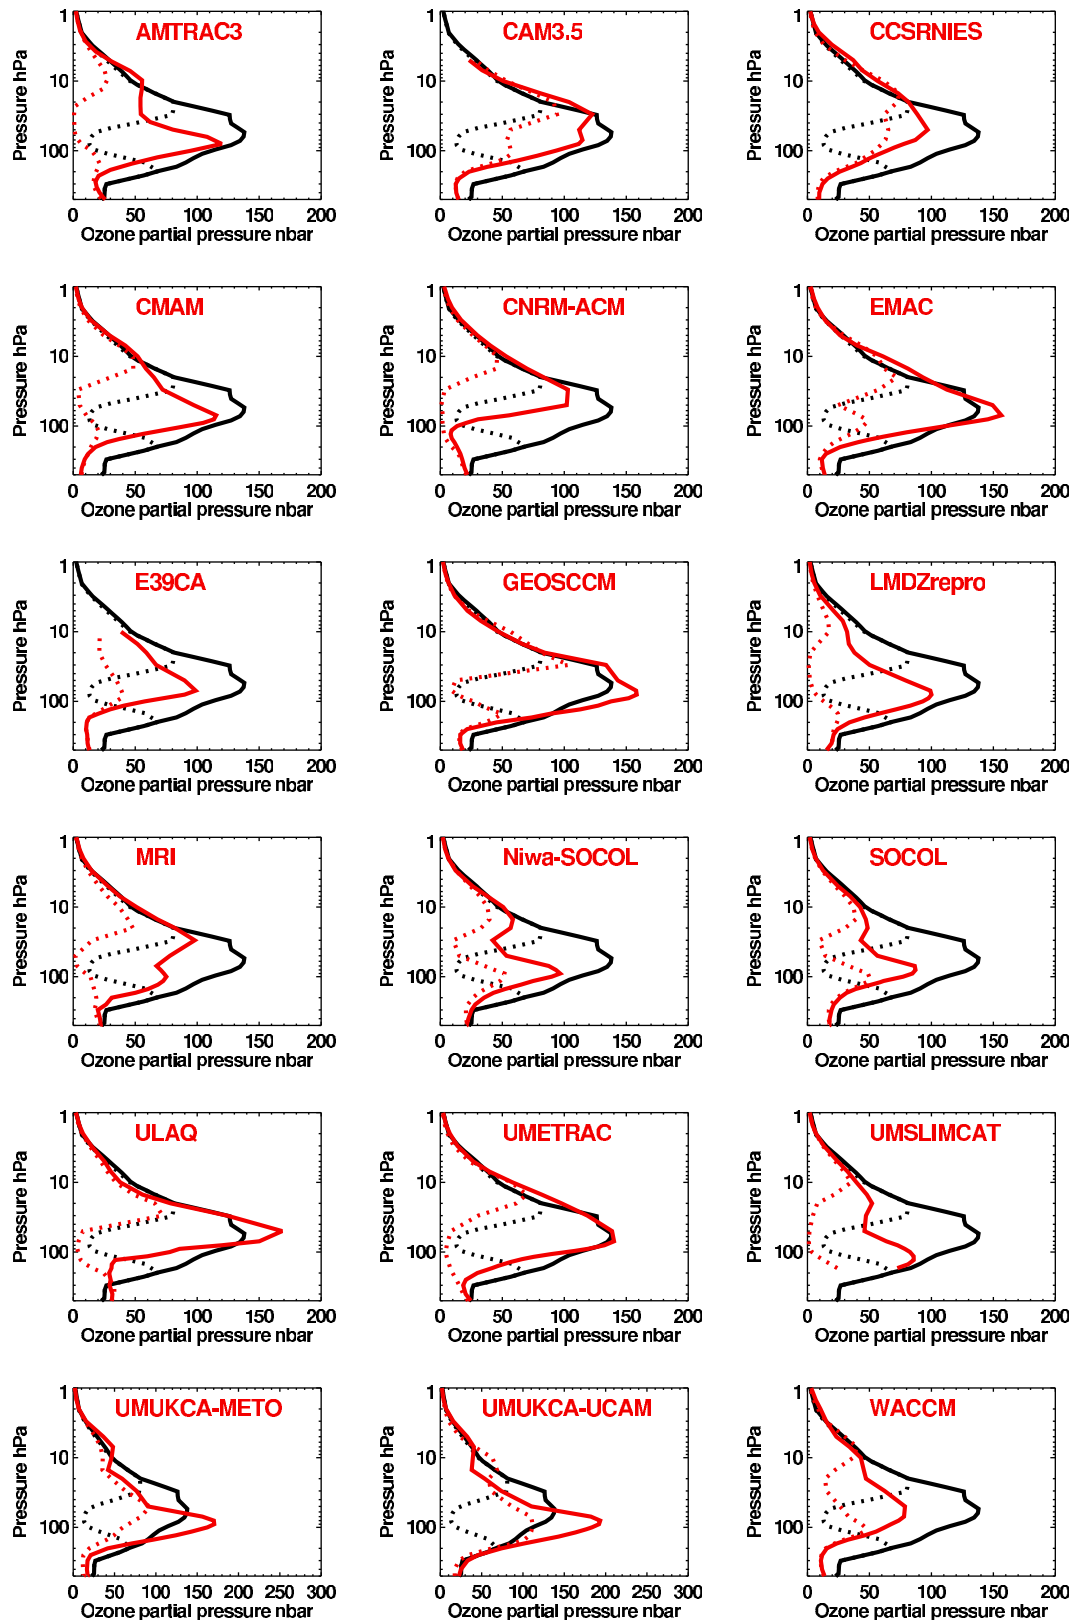 AMTRAC3
Pressure hPa
1
10
100
0 50 100 150 200
Ozone partial pressure nbar
CAM3.5
Pressure hPa
1
10
100
0 50 100 150 200
Ozone partial pressure nbar
CCSRNIES
Pressure hPa
1
10
100
0 50 100 150 200
Ozone partial pressure nbar
CMAM
Pressure hPa
1
10
100
0 50 100 150 200
Ozone partial pressure nbar
CNRM-ACM
Pressure hPa
1
10
100
0 50 100 150 200
Ozone partial pressure nbar
EMAC
Pressure hPa
1
10
100
0 50 100 150 200
Ozone partial pressure nbar
E39CA
Pressure hPa
1
10
100
0 50 100 150 200
Ozone partial pressure nbar
GEOSCCM
Pressure hPa
1
10
100
0 50 100 150 200
Ozone partial pressure nbar
LMDZrepro
Pressure hPa
1
10
100
0 50 100 150 200
Ozone partial pressure nbar
MRI
Pressure hPa
1
10
100
0 50 100 150 200
Ozone partial pressure nbar
Niwa-SOCOL
Pressure hPa
1
10
100
0 50 100 150 200
Ozone partial pressure nbar
SOCOL
Pressure hPa
1
10
100
0 50 100 150 200
Ozone partial pressure nbar
ULAQ
Pressure hPa
1
10
100
0 50 100 150 200
Ozone partial pressure nbar
UMETRAC
Pressure hPa
1
10
100
0 50 100 150 200
Ozone partial pressure nbar
UMSLIMCAT
Pressure hPa
1
10
100
0 50 100 150 200
Ozone partial pressure nbar
UMUKCA-METO
Pressure hPa
1
10
100
0 50 100 150 200 250 300
Ozone partial pressure nbar
UMUKCA-UCAM
Pressure hPa
1
10
100
0 50 100 150 200 250 300
Ozone partial pressure nbar
WACCM
Pressure hPa
1
10
100
0 50 100 150 200
Ozone partial pressure nbar